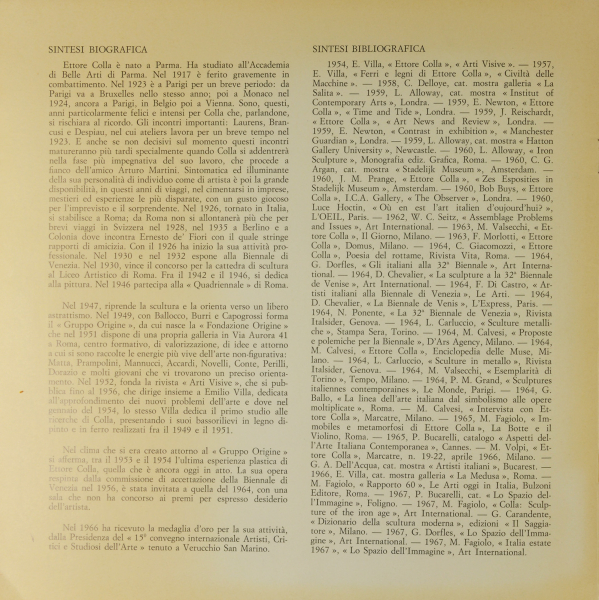 SINTESI BIOGRAFICA
Ettore Colla è nato a Parma. Ha studiato all'Accademia
di Belle Arti di Parma. Nel 1917 è ferito gravemente in
combattimento. Nel 1923 è a Parigi per un breve periodo: da
Parigi va a Bruxelles nello stesso anno; poi a Monaco nel
1924, ancora a Parigi, in Belgio poi a Vienna. Sono, questi,
anni particolarmente felici e intensi per Colla che, parlandone,
si rischiara al ricordo. Gli incontri importanti: Laurens, Bran-
cusi e Despiau, nel cui ateliers lavora per un breve tempo nel
1923. E anche se non decisivi sul momento questi incontri
matureranno più tardi specialmente quando Colla si addentrerà
nella fase più impegnativa del suo lavoro, che procede a
fianco dell'amico Arturo Martini. Sintomatica ed illuminante
della sua personalità di individuo come di artista è poi la grande
disponibilità, in questi anni di viaggi, nel cimentarsi in imprese,
mestieri ed esperienze le più disparate, con un gusto giocoso
per l'imprevisto e il sorprendente. Nel 1926, tornato in Italia,
si stabilisce a Roma; da Roma non si allontanerà più che per
brevi viaggi in Svizzera nel 1928, nel 1933 a Berlino e a
Colonia dove incontra Ernesto de' Fiori con il quale stringe
rapporti di amicizia. Con il 1926 ha inizio la sua attività pro-
fessionale. Nel 1930 e nel 1932 espone alla Biennale di
Venezia. Nel 1930, vince il concorso per la cattedra di scultura
al Liceo Artistico di Roma. Fra il 1942 e il 1946, si dedica
alla pittura. Nel 1946 partecipa alla « Quadriennale » di Roma.
Nel 1947, riprende la scultura e la orienta verso un libero
astrattismo. Nel 1949, con Ballocco, Burri e Capogrossi forma
il « Gruppo Origine », da cui nasce la « Fondazione Origine »
che nel 1951 dispone di una propria galleria in Via Aurora 41
a Roma, centro formativo, di valorizzazione, di idee e attorno
a cui si sono raccolte le energie più vive dell'arte non-figurativa:
Matta, Prampolini, Mannucci, Accardi, Novelli, Conte, Perilli,
Dorazio e molti giovani che vi trovarono un preciso orienta-
mento. Nel 1952, fonda la rivista « Arti Visive », che si pub-
blica fino al 1956, che dirige insieme a Emilio Villa, dedicata
all'approfondimento dei nuovi problemi dell'arte e dove nel
gennaio del 1954, lo stesso Villa dedica il primo studio alle
ricerche di Colla, presentando i suoi bassorilievi in legno di-
pinto e in ferro realizzati fra il 1949 e il 1951.
Nel clima che si era creato attorno al « Gruppo Origine »
si afferma, tra il 1953 e il 1954 l'ultima esperienza plastica di
Ettore Colla, quella che è ancora oggi in atto. La sua opera
respinta dalla commissione di accettazione della Biennale di
Venezia nel 1956, è stata invitata a quella del 1964, con una
sala che non ha concorso ai premi per espresso desiderio
dell'artista.
Nel 1966 ha ricevuto la medaglia d'oro per la sua attività,
dalla Presidenza del « 15° convegno internazionale Artisti, Cri-
tici e Studiosi dell'Arte » tenuto a Verucchio San Marino.
SINTESI BIBLIOGRAFICA
1954, E. Villa, « Ettore Colla », « Arti Visive ». — 1957,
E. Villa, « Ferri e legni di Ettore Colla », « Civiltà delle
Macchine ». — 1958, C. Delloye, cat. mostra galleria « La
Salita ». — 1959, L. Alloway, cat. mostra « Institut of
Contemporary Arts », Londra. — 1959, E. Newton, « Ettore
Colla », « Time and Tide », Londra. — 1959, J. Reischardt,
« Ettore Colla », « Art News and Review », Londra. —
1959, E. Newton, « Contrast in exhibition », « Manchester
Guardian », Londra. — 1959, L. Alloway, cat. mostra « Hatton
Gallery University », Newcastle. — 1960, L. Alloway, « Iron
Sculpture », Monografia ediz. Grafica, Roma. — 1960, C. G.
Argan, cat. mostra « Stadelijk Museum », Amsterdam. —
1960, J. M. Prange, « Ettore Colla », « Zes Esposities in
Stadelijk Museum », Amsterdam. — 1960, Bob Buys, « Ettore
Colla », I.C.A. Gallery, « The Observer », Londra. — 1960,
Luce Hoctin, « Où en est l'art italien d'aujourd'hui? »,
L'OEIL, Paris. — 1962, W. C. Seitz, « Assemblage Problems
and Issues », Art International. — 1963, M. Valsecchi, « Et-
tore Colla », Il Giorno, Milano. — 1963, F. Morlotti, « Ettore
Colla », Domus, Milano. — 1964, C. Giacomozzi, « Ettore
Colla », Poesia del rottame, Rivista Vita, Roma. — 1964,
G. Dorfles, « Gli italiani alla 32ª Biennale », Art Interna-
tional. — 1964, D. Chevalier, « La sculpture a la 32ª Biennale
de Venise », Art International. — 1964, F. Di Castro, « Ar-
tisti italiani alla Biennale di Venezia », Le Arti. — 1964,
D. Chevalier, « La Biennale de Venis », L'Express, Paris. —
1964, N. Ponente, « La 32ª Biennale di Venezia », Rivista
Italsider, Genova. — 1964, L. Carluccio, « Sculture metalli-
che », Stampa Sera, Torino. — 1964, M. Calvesi, « Proposte
e polemiche per la Biennale », D'Ars Agency, Milano. — 1964,
M. Calvesi, « Ettore Colla », Enciclopedia delle Muse, Mi-
lano. — 1964, L. Carluccio, « Sculture in metallo », Rivista
Italsider, Genova. — 1964, M. Valsecchi, « Esemplarità di
Torino », Tempo, Milano. — 1964, P. M. Grand, « Sculptures
italiennes contemporaines », Le Monde, Parigi. — 1964, G.
Ballo, « La linea dell'arte italiana dal simbolismo alle opere
moltiplicate », Roma. — M. Calvesi, « Intervista con Et-
tore Colla », Marcatre, Milano. — 1965, M. Fagiolo, « Im-
mobiles e metamorfosi di Ettore Colla », La Botte e il
Violino, Roma. — 1965, P. Bucarelli, catalogo « Aspetti del-
l'Arte Italiana Contemporanea », Cannes. — M. Volpi, « Et-
tore Colla », Marcatre, n. 19-22, aprile 1966, Milano. —
G. A. Dell'Acqua, cat. mostra « Artisti italiani », Bucarest. —
1966, E. Villa, cat. mostra galleria « La Medusa », Roma. —
M. Fagiolo, « Rapporto 60 », Le Arti oggi in Italia, Bulzoni
Editore, Roma. — 1967, P. Bucarelli, cat. « Lo Spazio del-
l'Immagine », Foligno. — 1967, M. Fagiolo, « Colla: Sculp-
ture of the iron age », Art International. — G. Carandente,
« Dizionario della scultura moderna », edizioni « Il Saggia-
tore », Milano. — 1967, G. Dorfles, « Lo Spazio dell'Imma-
gine », Art International. — 1967, M. Fagiolo, « Italia estate
1967 », « Lo Spazio dell'Immagine », Art International.